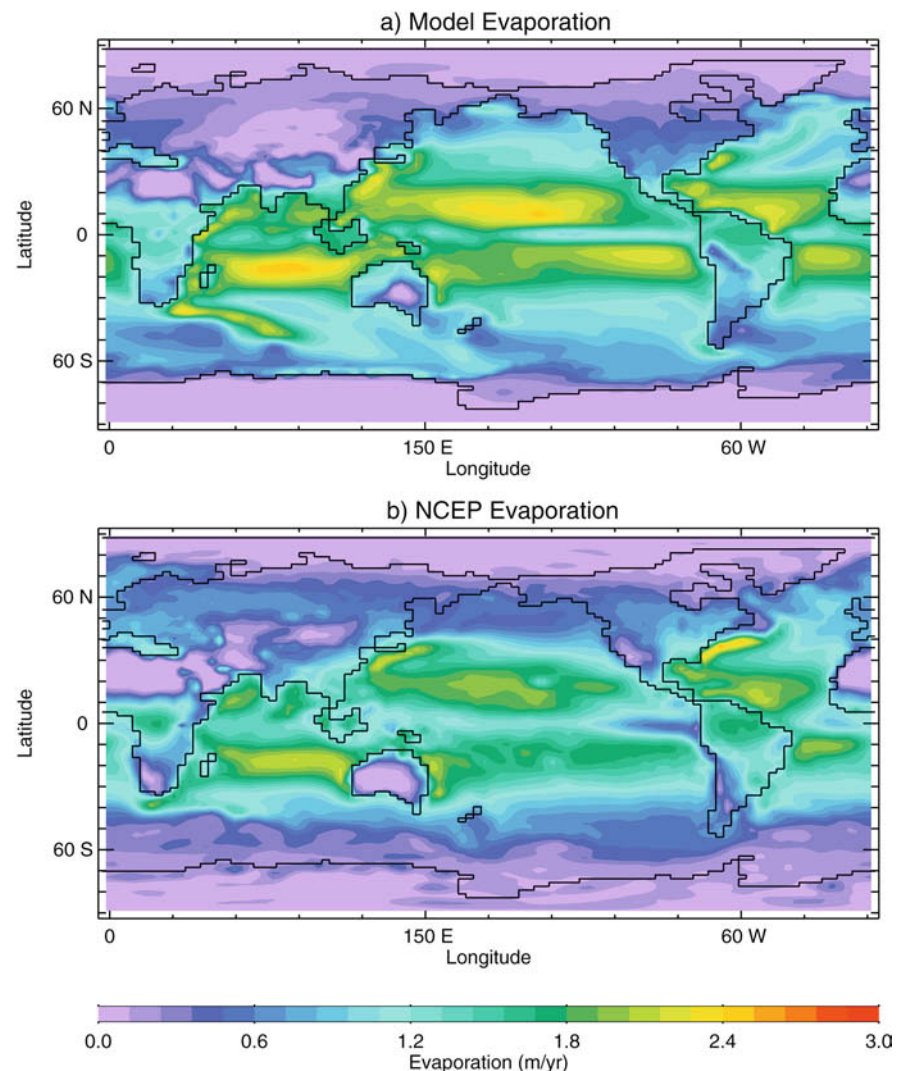 a) Model Evaporation
60 N
0
60 S
Latitude
0
150 E
60 W
Longitude
b) NCEP Evaporation
60 N
0
60 S
Latitude
0
150 E
60 W
Longitude
0.0
0.6
1.2
1.8
2.4
3.0
Evaporation (m/yr)